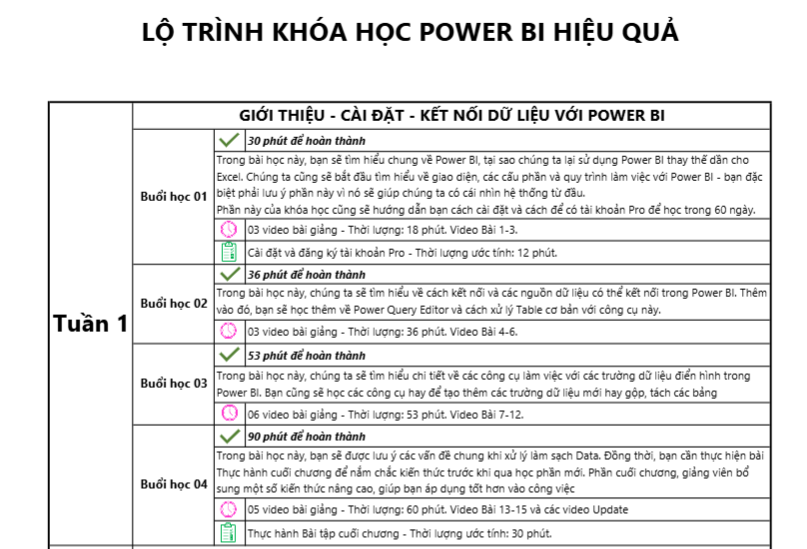 LỘ TRÌNH KHÓA HỌC POWER BI HIỆU QUẢ
GIỚI THIỆU - CÀI ĐẶT - KẾT NỐI DỮ LIỆU VỚI POWER BI
Tuần 1
Buổi học 01
30 phút để hoàn thành
Trong bài học này, bạn sẽ tìm hiểu chung về Power BI, tại sao chúng ta lại sử dụng Power BI thay thế dần cho
Excel. Chúng ta cũng sẽ bắt đầu tìm hiểu về giao diện, các cấu phần và quy trình làm việc với Power BI - bạn đặc
biệt phải lưu ý phần này vì nó sẽ giúp chúng ta có cái nhìn hệ thống từ đầu.
Phần này của khóa học cũng sẽ hướng dẫn bạn cách cài đặt và cách để có tài khoản Pro để học trong 60 ngày.
03 video bài giảng - Thời lượng: 18 phút. Video Bài 1-3.
Cài đặt và đăng ký tài khoản Pro - Thời lượng ước tính: 12 phút.
Buổi học 02
36 phút để hoàn thành
Trong bài học này, chúng ta sẽ tìm hiểu về cách kết nối và các nguồn dữ liệu có thể kết nối trong Power BI. Thêm
vào đó, bạn sẽ học thêm về Power Query Editor và cách xử lý Table cơ bản với công cụ này.
03 video bài giảng - Thời lượng: 36 phút. Video Bài 4-6.
Buổi học 03
53 phút để hoàn thành
Trong bài học này, chúng ta sẽ tìm hiểu chi tiết về các công cụ làm việc với các trường dữ liệu điển hình trong
Power BI. Bạn cũng sẽ học các công cụ hay để tạo thêm các trường dữ liệu mới hay gộp, tách các bảng
06 video bài giảng - Thời lượng: 53 phút. Video Bài 7-12.
Buổi học 04
90 phút để hoàn thành
Trong bài học này, bạn sẽ được lưu ý các vấn đề chung khi xử lý làm sạch Data. Đồng thời, bạn cần thực hiện bài
Thực hành cuối chương để nắm chắc kiến thức trước khi qua học phần mới. Phần cuối chương, giảng viên bổ
sung một số kiến thức nâng cao, giúp bạn áp dụng tốt hơn vào công việc
05 video bài giảng - Thời lượng: 60 phút. Video Bài 13-15 và các video Update
Thực hành Bài tập cuối chương - Thời lượng ước tính: 30 phút.